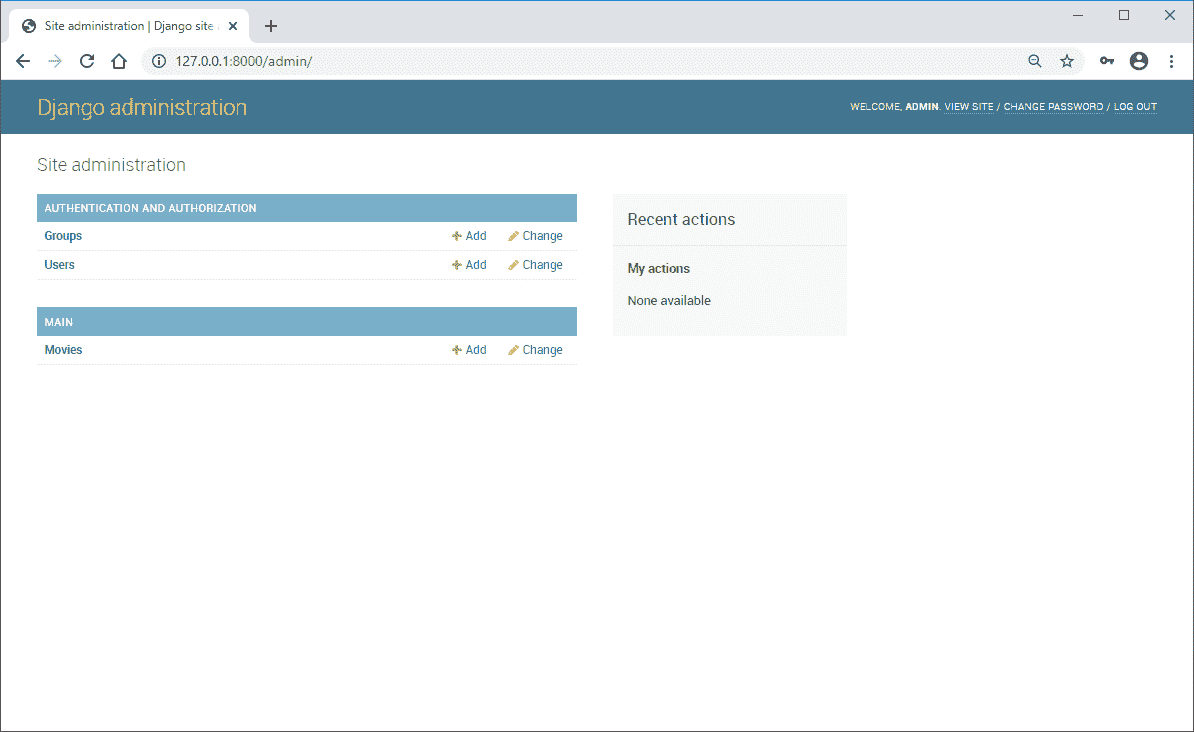 Site administration | Django site
127.0.0.1:8000/admin/
Django administration
WELCOME, ADMIN. VIEW SITE / CHANGE PASSWORD / LOG OUT
Site administration
AUTHENTICATION AND AUTHORIZATION
Groups Add Change
Users Add Change
MAIN
Movies Add Change
Recent actions
My actions
None available